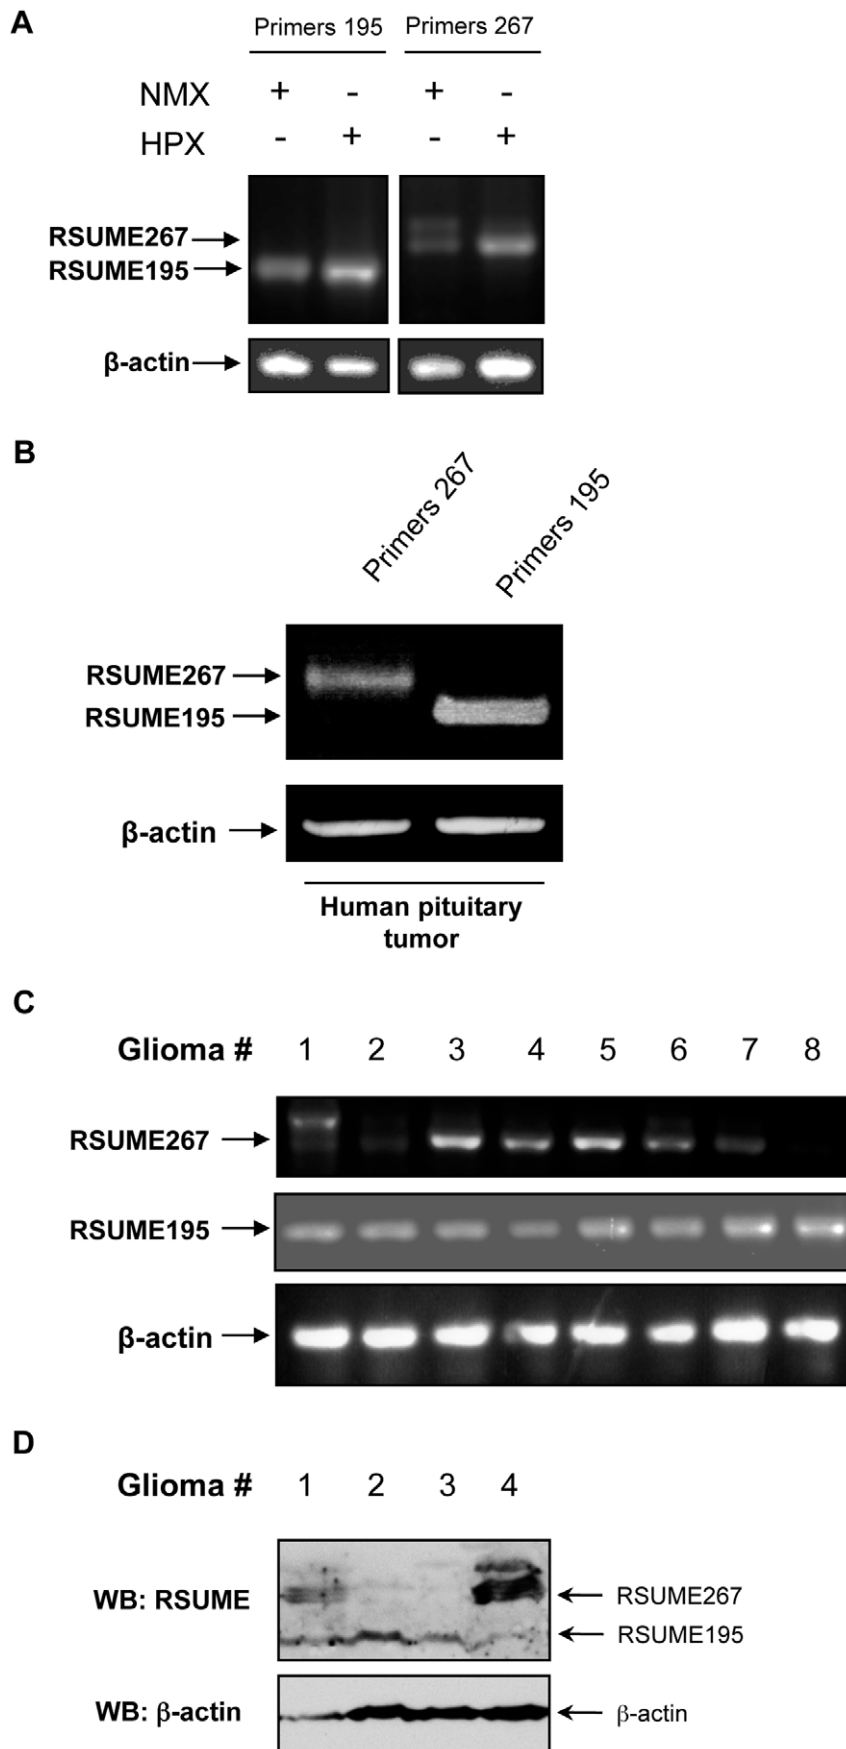 A
Primers 195 Primers 267
NMX + - + -
HPX - + - +
RSUME267
RSUME195
β-actin
B
Primers 267
Primers 195
RSUME267
RSUME195
β-actin
Human pituitary
tumor
C
Glioma # 1 2 3 4 5 6 7 8
RSUME267
RSUME195
β-actin
D
Glioma # 1 2 3 4
WB: RSUME
RSUME267
RSUME195
WB: β-actin
β-actin